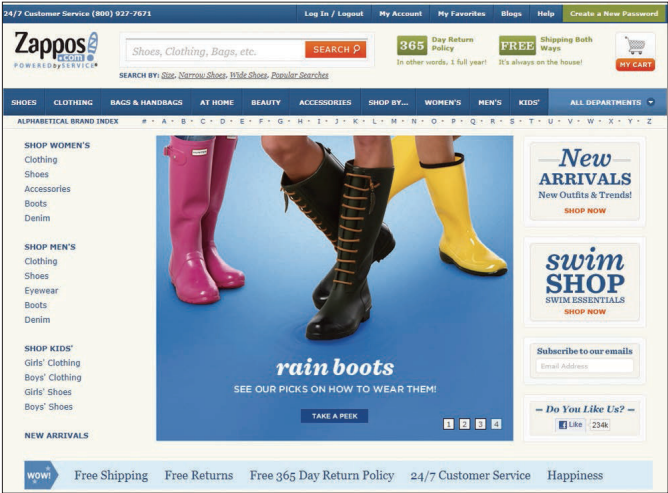 24/7 Customer Service (800) 927-7671
Log In / Logout
My Account
My Favorites
Blogs
Help
Create a New Password
Zappos
.com
POWERED by SERVICE
Shoes, Clothing, Bags, etc.
SEARCH
SEARCH BY: Size, Narrow Shoes, Wide Shoes, Popular Searches
365 Day Return Policy
In other words, 1 full year!
FREE Shipping Both Ways
It's always on the house!
MY CART
SHOES CLOTHING BAGS & HANDBAGS AT HOME BEAUTY ACCESSORIES SHOP BY... WOMEN'S MEN'S KIDS' ALL DEPARTMENTS
ALPHABETICAL BRAND INDEX # • A • B • C • D • E • F • G • H • I • J • K • L • M • N • O • P • Q • R • S • T • U • V • W • X • Y • Z
SHOP WOMEN'S
Clothing
Shoes
Accessories
Boots
Denim
SHOP MEN'S
Clothing
Shoes
Eyewear
Boots
Denim
SHOP KIDS'
Girls' Clothing
Boys' Clothing
Girls' Shoes
Boys' Shoes
NEW ARRIVALS
rain boots
SEE OUR PICKS ON HOW TO WEAR THEM!
TAKE A PEEK
1 2 3 4
New
ARRIVALS
New Outfits & Trends!
SHOP NOW
swim
SHOP
SWIM ESSENTIALS
SHOP NOW
Subscribe to our emails
Email Address
– Do You Like Us? –
Like 234k
WOW! Free Shipping Free Returns Free 365 Day Return Policy 24/7 Customer Service Happiness